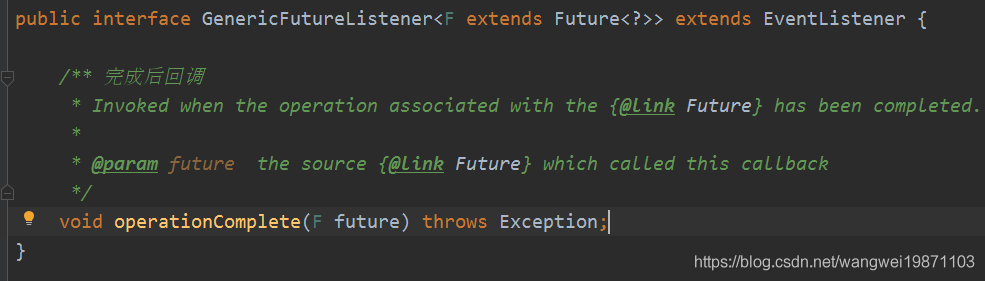 public interface GenericFutureListener<F extends Future<?>> extends EventListener {
/** 完成后回调
* Invoked when the operation associated with the {@link Future} has been completed.
*
* @param future  the source {@link Future} which called this callback
*/
void operationComplete(F future) throws Exception;
}
https://blog.csdn.net/wangwei19871103